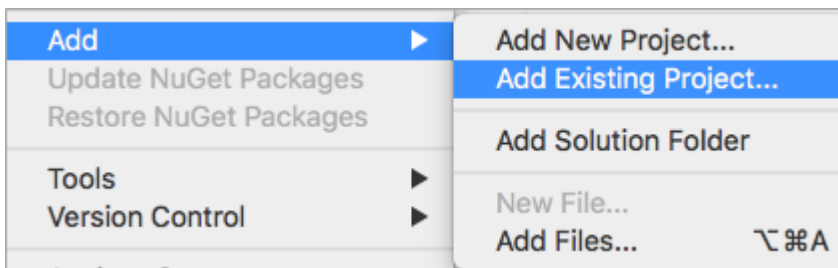 Add
Update NuGet Packages
Restore NuGet Packages
Tools
Version Control
Add New Project...
Add Existing Project...
Add Solution Folder
New File...
Add Files... ⌥⌘A